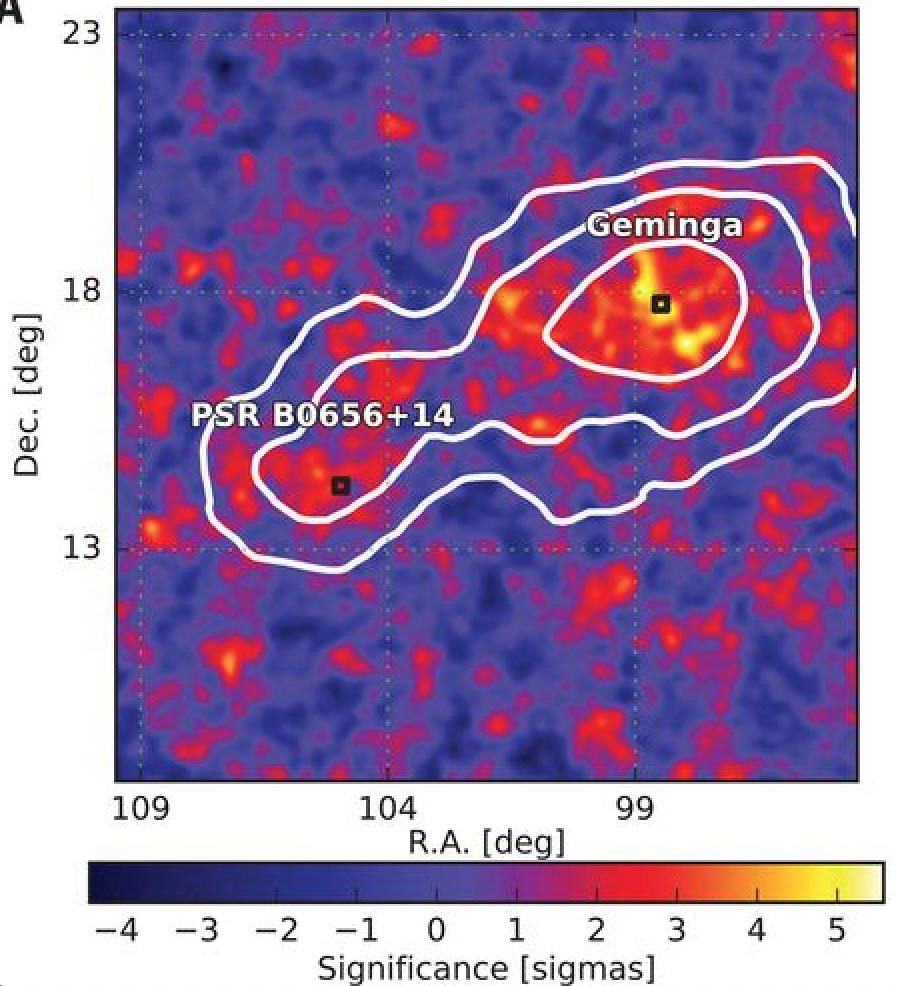 A
23
18
13
Dec. [deg]
Geminga
PSR B0656+14
109 104 99
R.A. [deg]
−4 −3 −2 −1 0 1 2 3 4 5
Significance [sigmas]